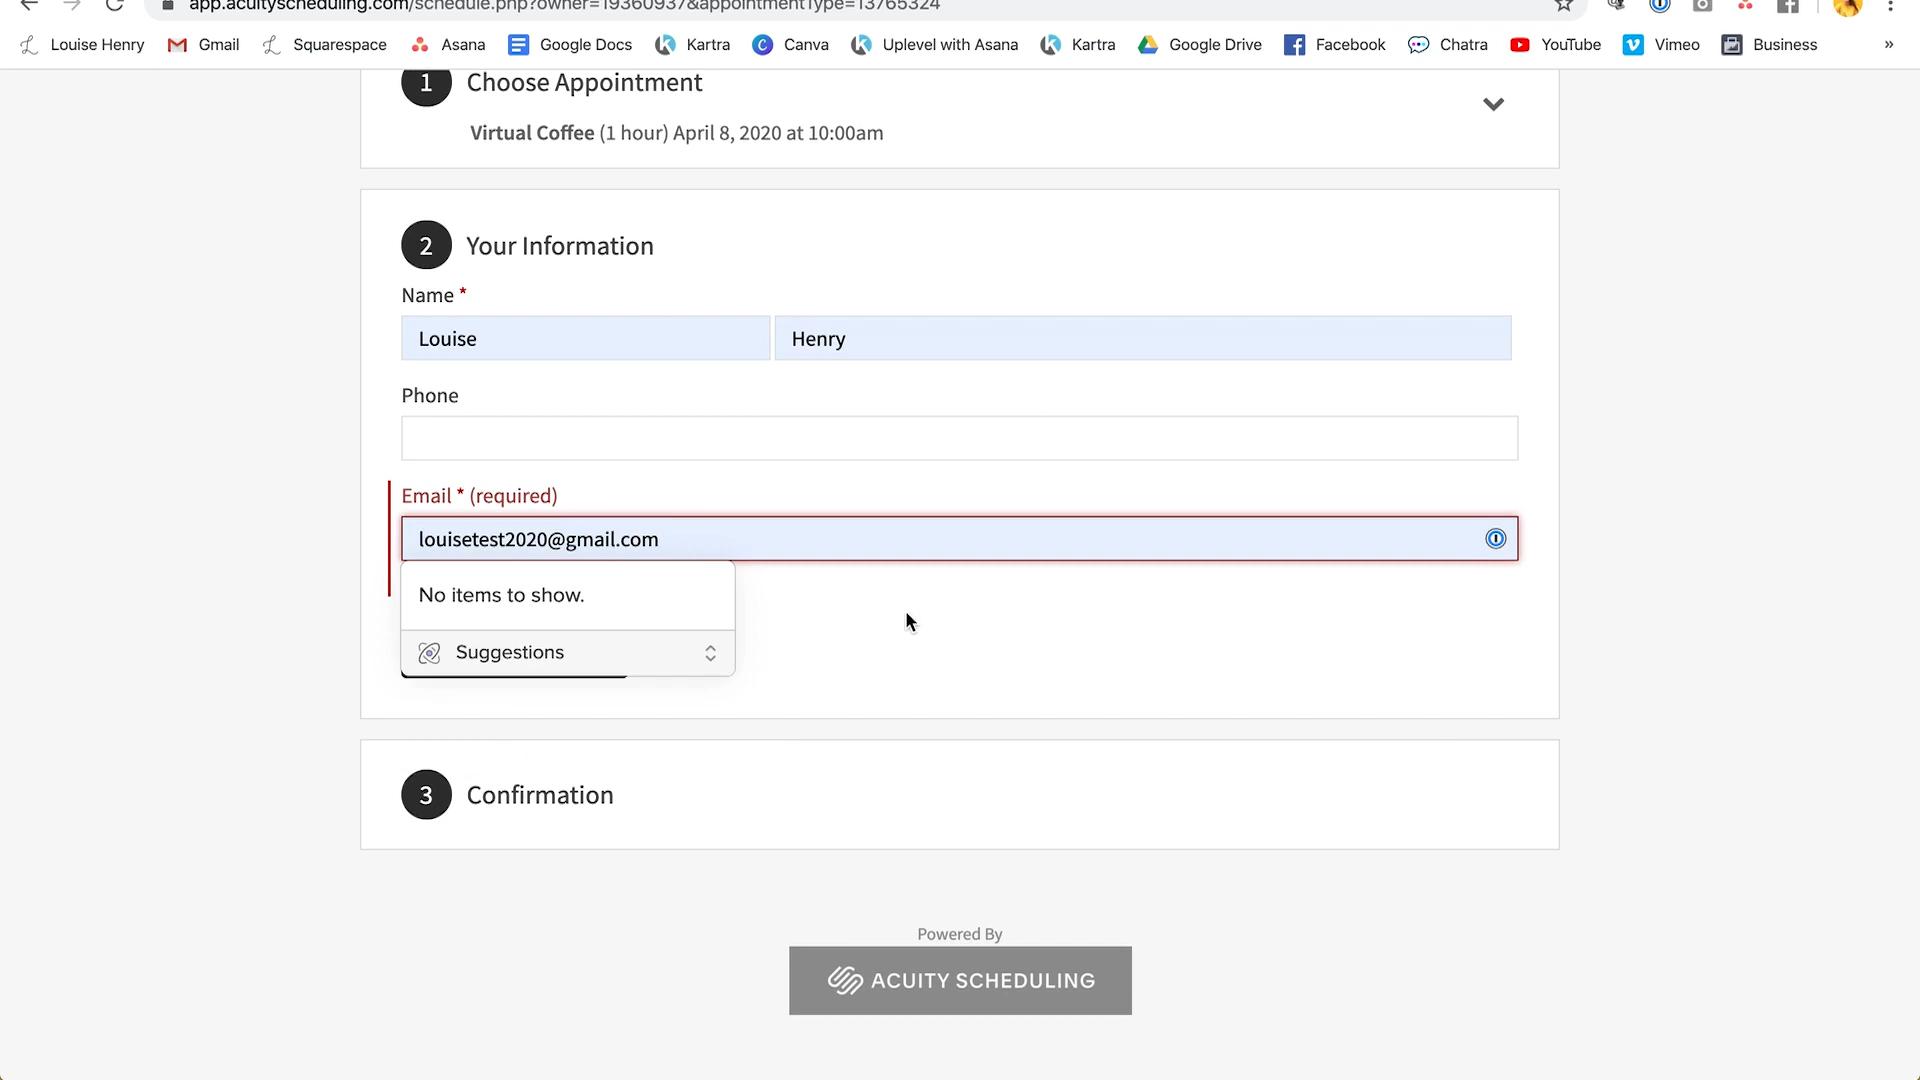 app.acuityscheduling.com/schedule.php?owner=19360937&appointmentType=13765324
Louise Henry Gmail Squarespace Asana Google Docs Kartra Canva Uplevel with Asana Kartra Google Drive Facebook Chatra YouTube Vimeo Business »
1 Choose Appointment
Virtual Coffee (1 hour) April 8, 2020 at 10:00am
2 Your Information
Name *
Louise Henry
Phone
Email * (required)
louisetest2020@gmail.com
No items to show.
Suggestions
3 Confirmation
Powered By
ACUITY SCHEDULING